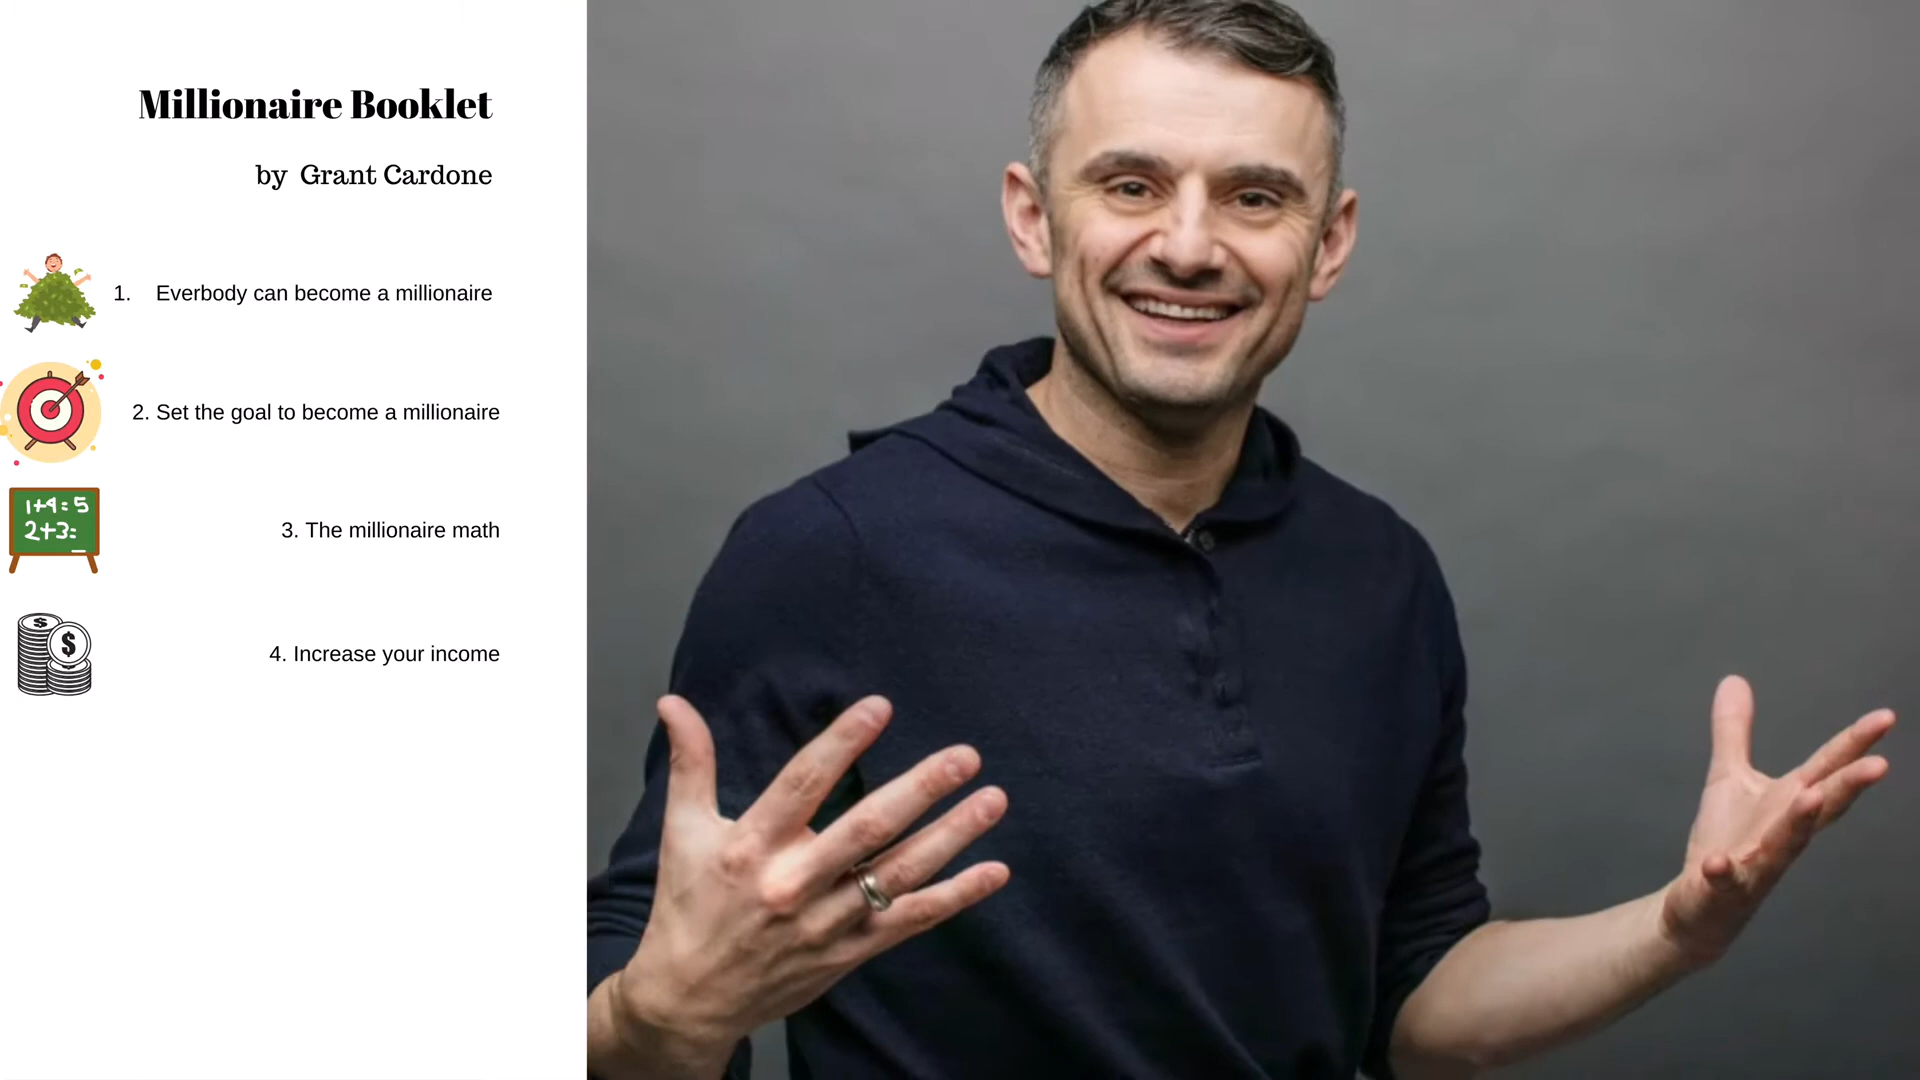 Millionaire Booklet
by Grant Cardone
1. Everbody can become a millionaire
2. Set the goal to become a millionaire
1+4=5
2+3=
3. The millionaire math
$
$
4. Increase your income